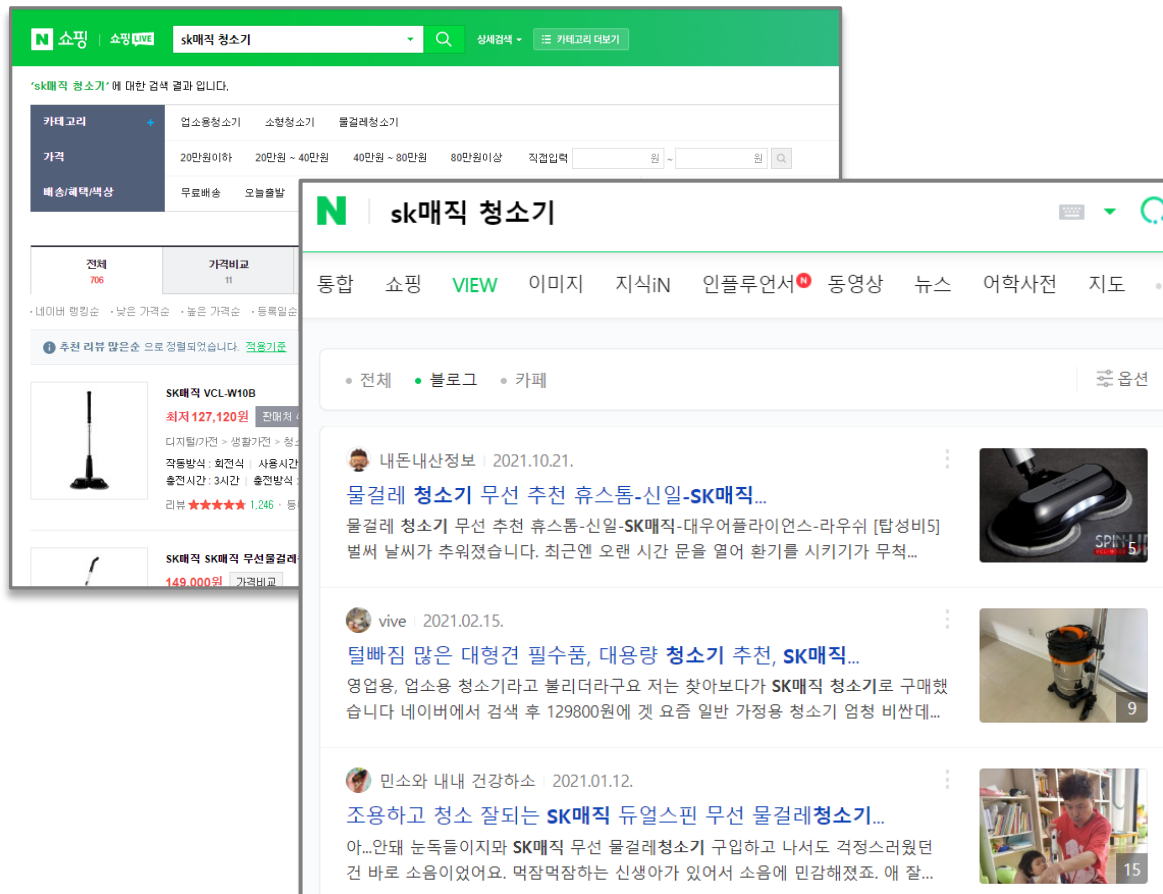 N 쇼핑 쇼핑LIVE sk매직 청소기 상세검색 카테고리 더보기
'sk매직 청소기'에 대한 검색 결과 입니다.
카테고리 + 업소용청소기 소형청소기 물걸레청소기
가격 20만원이하 20만원 ~ 40만원 40만원 ~ 80만원 80만원이상 직접입력 원 ~ 원
배송/혜택/색상 무료배송 오늘출발
전체 가격비교
706 11
· 네이버 랭킹순 · 낮은 가격순 · 높은 가격순 · 등록일순
추천 리뷰 많은순 으로 정렬되었습니다. 적용기준
SK매직 VCL-W10B
최저 127,120원 판매처
디지털/가전 > 생활가전 >
작동방식 : 회전식 | 사용시간
충전시간 : 3시간 | 충전방식 :
리뷰 ★★★★★ 1,246 ·
SK매직 SK매직 무선물걸레
149,000원 가격비교
N sk매직 청소기
통합 쇼핑 VIEW 이미지 지식iN 인플루언서 N 동영상 뉴스 어학사전 지도
• 전체 • 블로그 • 카페 옵션
내돈내산정보 2021.10.21.
물걸레 청소기 무선 추천 휴스톰-신일-SK매직...
물걸레 청소기 무선 추천 휴스톰-신일-SK매직-대우어플라이언스-라우쉬 [탑성비5]
벌써 날씨가 추워졌습니다. 최근엔 오랜 시간 문을 열어 환기를 시키기가 무척...
5
vive 2021.02.15.
털빠짐 많은 대형견 필수품, 대용량 청소기 추천, SK매직...
영업용, 업소용 청소기라고 불리더라구요 저는 찾아보다가 SK매직 청소기로 구매했
습니다 네이버에서 검색 후 129800원에 겟 요즘 일반 가정용 청소기 엄청 비싼데...
9
민소와 내내 건강하소 2021.01.12.
조용하고 청소 잘되는 SK매직 듀얼스핀 무선 물걸레청소기...
아...안돼 눈독들이지롸 SK매직 무선 물걸레청소기 구입하고 나서도 걱정스러웠던
건 바로 소음이었어요. 먹잠먹잠하는 신생아가 있어서 소음에 민감해졌죠. 애 잘...
15